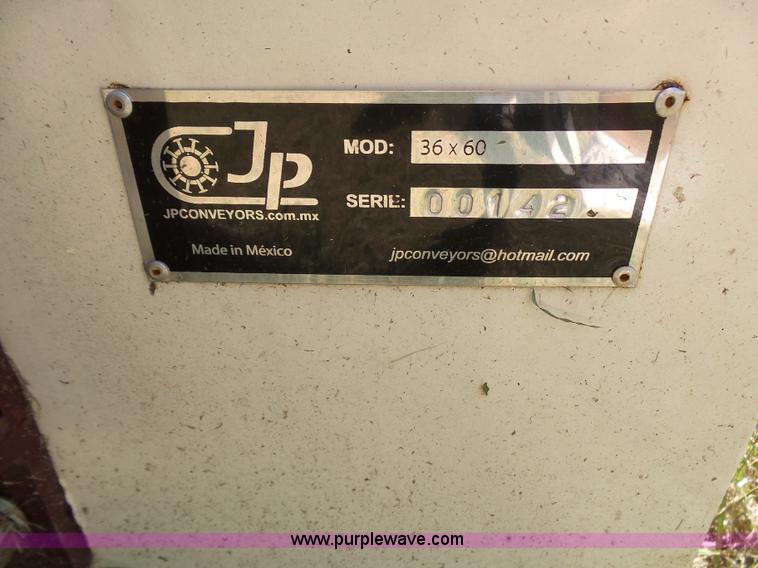 JP
JPCONVEYORS.com.mx
Made in México
MOD: 36 x 60
SERIE: 00142
jpconveyors@hotmail.com
www.purplewave.com